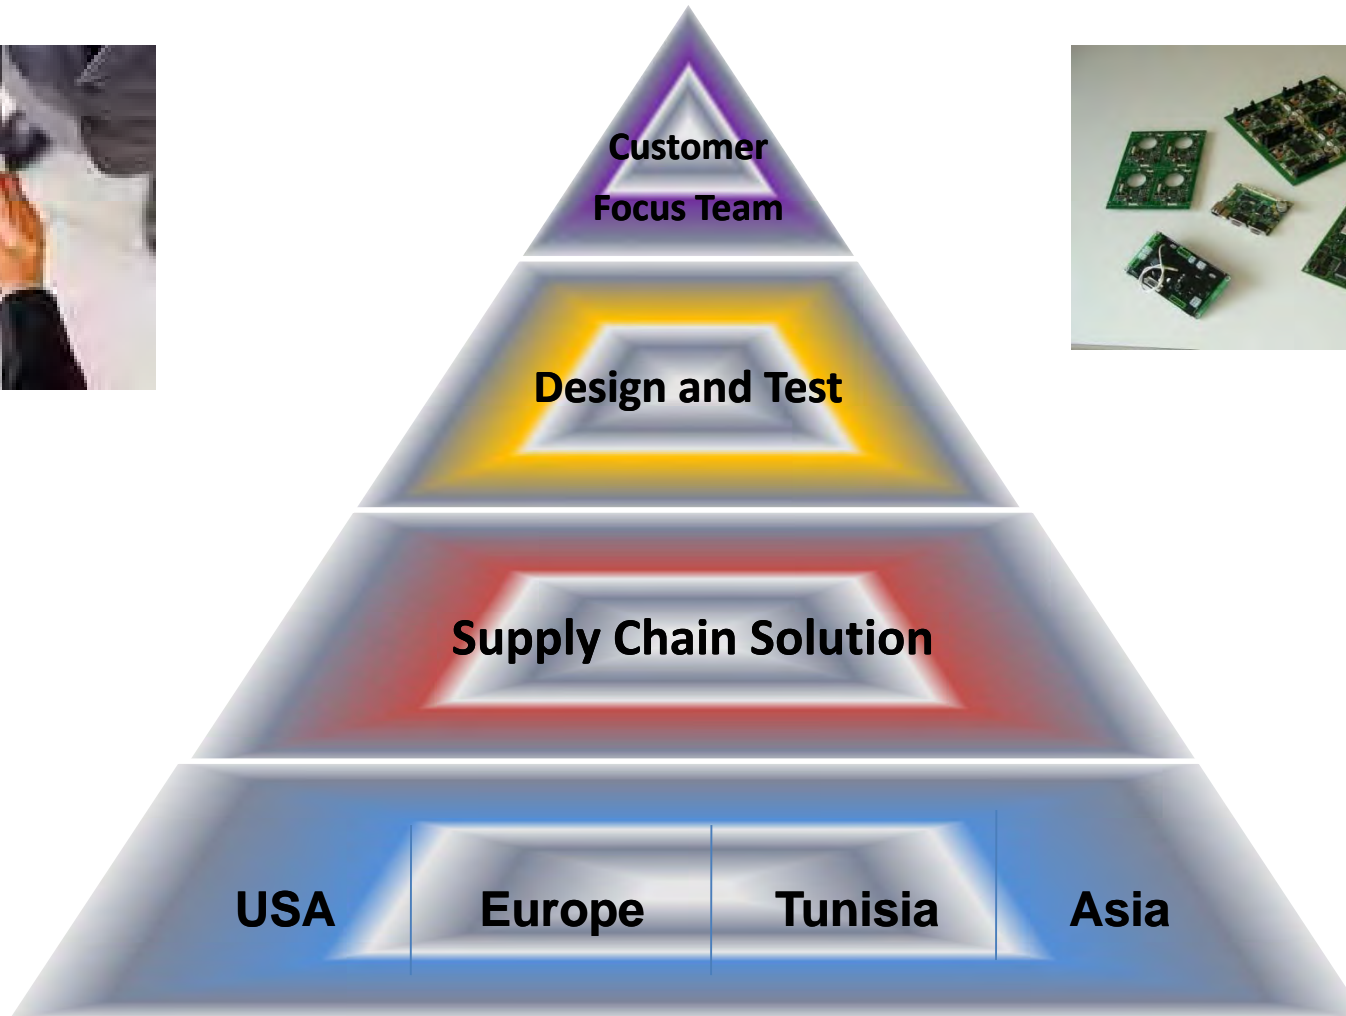 Customer
Focus Team
Design and Test
Supply Chain Solution
USA Europe Tunisia Asia